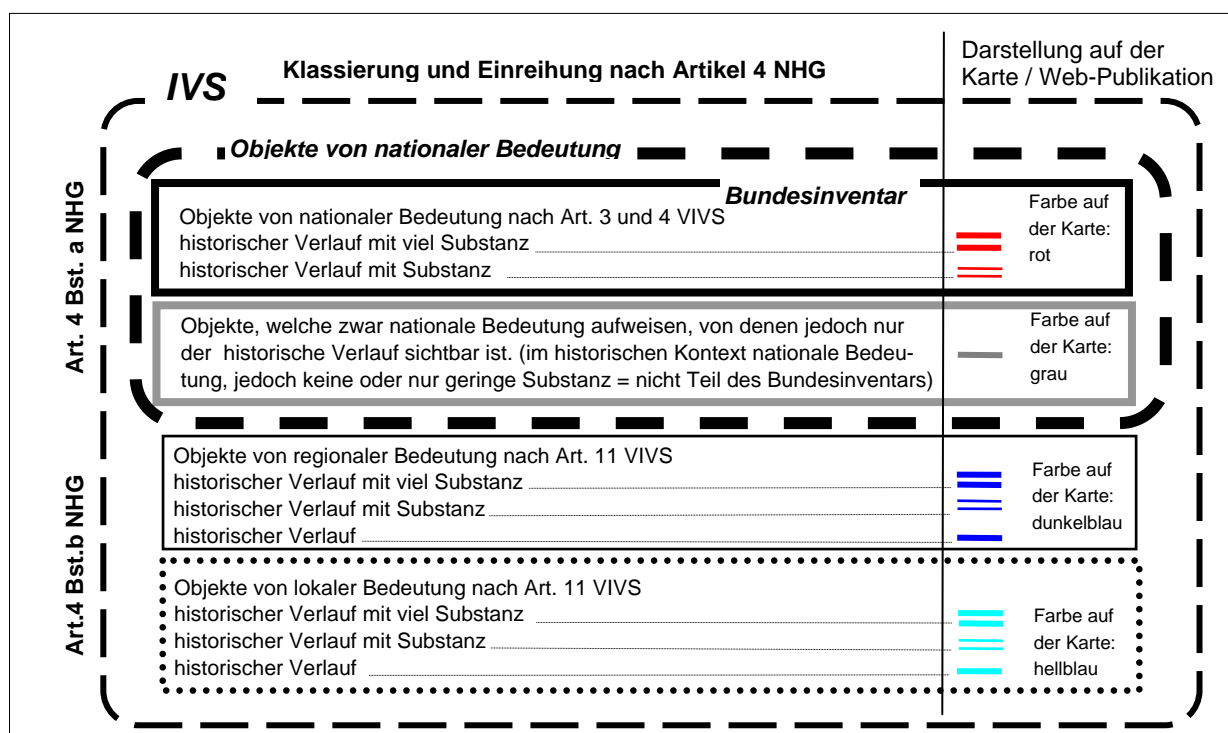 Darstellung auf der
Karte / Web-Publikation
Klassierung und Einreihung nach Artikel 4 NHG
IVS
Objekte von nationaler Bedeutung
Art. 4 Bst. a NHG
Bundesinventar
Objekte von nationaler Bedeutung nach Art. 3 und 4 VIVS
historischer Verlauf mit viel Substanz
historischer Verlauf mit Substanz
Farbe auf
der Karte:
rot
Objekte, welche zwar nationale Bedeutung aufweisen, von denen jedoch nur
der historische Verlauf sichtbar ist. (im historischen Kontext nationale Bedeu-
tung, jedoch keine oder nur geringe Substanz = nicht Teil des Bundesinventars)
Farbe auf
der Karte:
grau
Art.4 Bst.b NHG
Objekte von regionaler Bedeutung nach Art. 11 VIVS
historischer Verlauf mit viel Substanz
historischer Verlauf mit Substanz
historischer Verlauf
Farbe auf
der Karte:
dunkelblau
Objekte von lokaler Bedeutung nach Art. 11 VIVS
historischer Verlauf mit viel Substanz
historischer Verlauf mit Substanz
historischer Verlauf
Farbe auf
der Karte:
hellblau